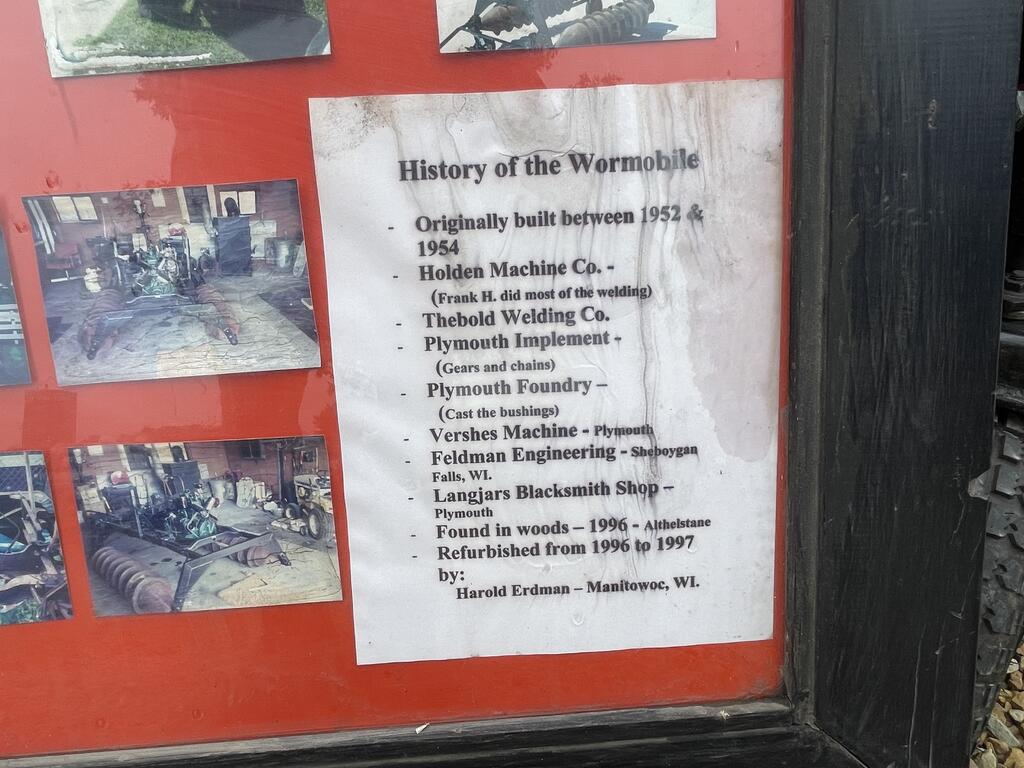 History of the Wormobile
- Originally built between 1952 &
1954
- Holden Machine Co. -
(Frank H. did most of the welding)
- Thebold Welding Co.
- Plymouth Implement -
(Gears and chains)
- Plymouth Foundry –
(Cast the bushings)
- Vershes Machine - Plymouth
- Feldman Engineering - Sheboygan
Falls, WI.
- Langjars Blacksmith Shop –
Plymouth
- Found in woods – 1996 - Althelstane
- Refurbished from 1996 to 1997
by:
Harold Erdman – Manitowoc, WI.